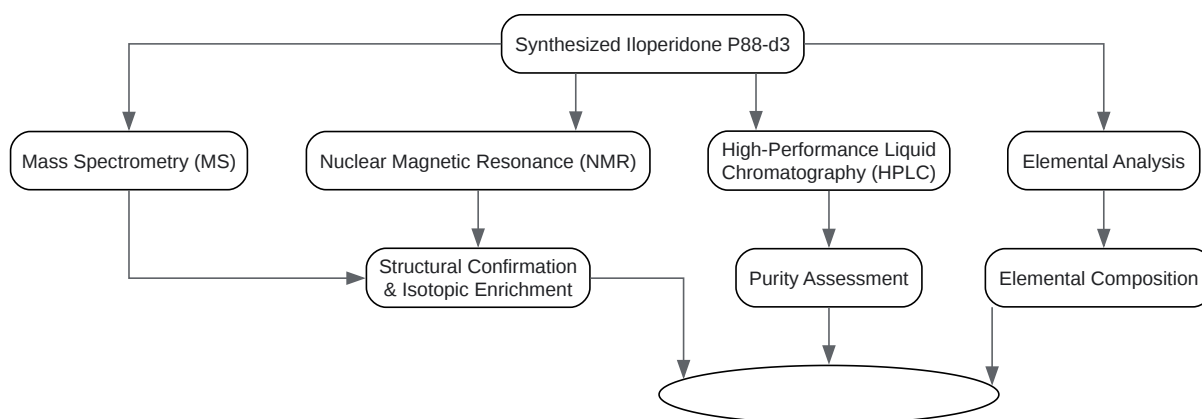 Synthesized Iloperidone P88-d3
Mass Spectrometry (MS)
Nuclear Magnetic Resonance (NMR)
High-Performance Liquid
Chromatography (HPLC)
Elemental Analysis
Structural Confirmation
& Isotopic Enrichment
Purity Assessment
Elemental Composition